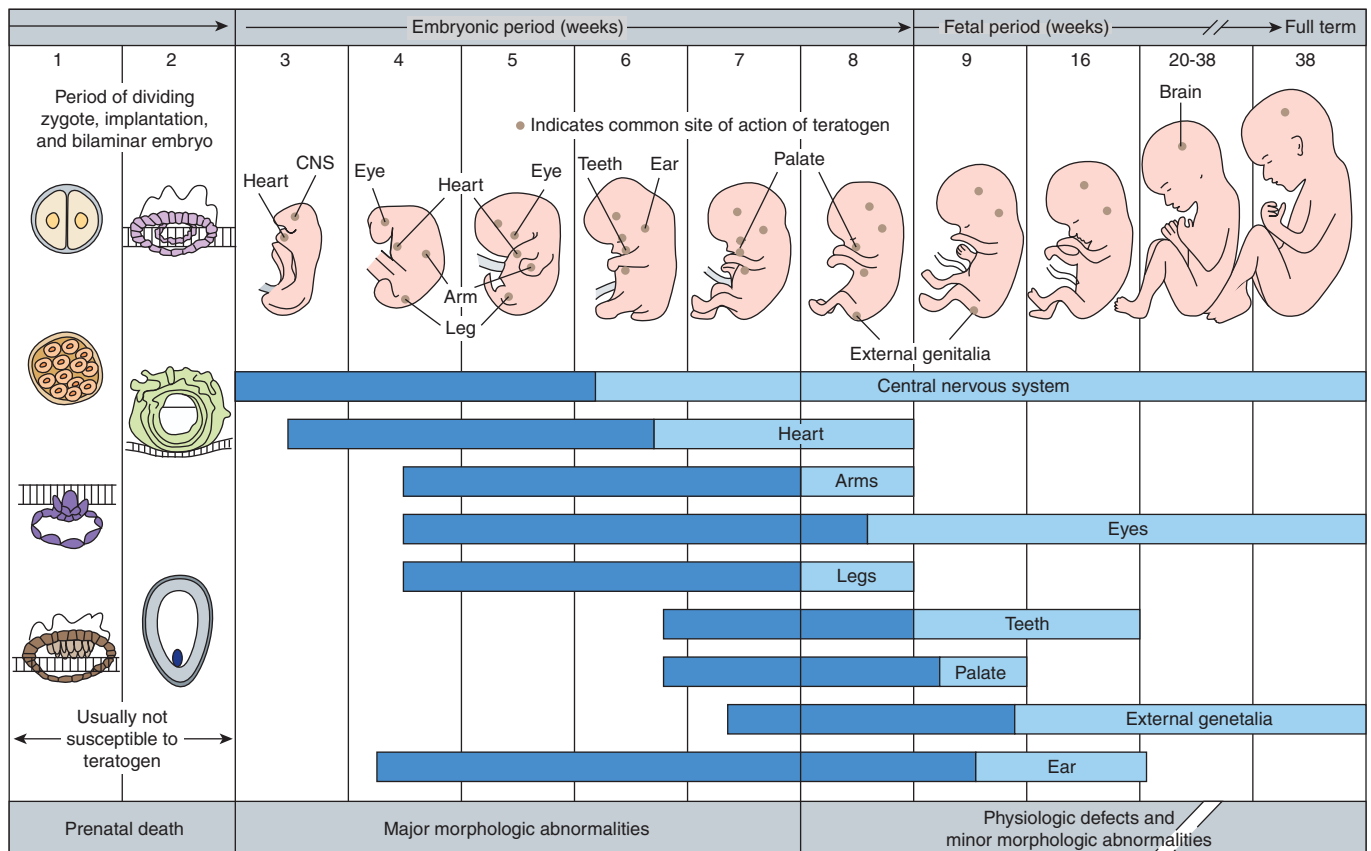 Embryonic period (weeks)
Fetal period (weeks)
Full term
1
2
3
4
5
6
7
8
9
16
20-38
38
Period of dividing
zygote, implantation,
and bilaminar embryo
Indicates common site of action of teratogen
Brain
CNS
Heart
Eye
Heart
Eye
Teeth
Ear
Palate
Arm
Leg
External genitalia
Central nervous system
Heart
Arms
Eyes
Legs
Teeth
Palate
External genetalia
Ear
Usually not
susceptible to
teratogen
Prenatal death
Major morphologic abnormalities
Physiologic defects and
minor morphologic abnormalities